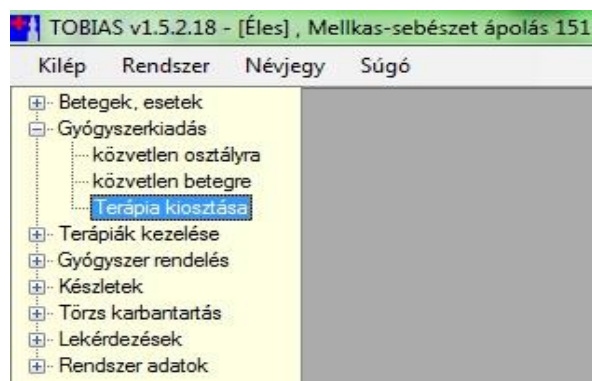 TOBIAS v1.5.2.18 - [Éles] , Mellkas-sebészet ápolás 151
Kilép Rendszer Névjegy Súgó
Betegek, esetek
Gyógyszerkiadás
közvetlen osztályra
közvetlen betegre
Terápia kiosztása
Terápiák kezelése
Gyógyszer rendelés
Készletek
Törzs karbantartás
Lekérdezések
Rendszer adatok